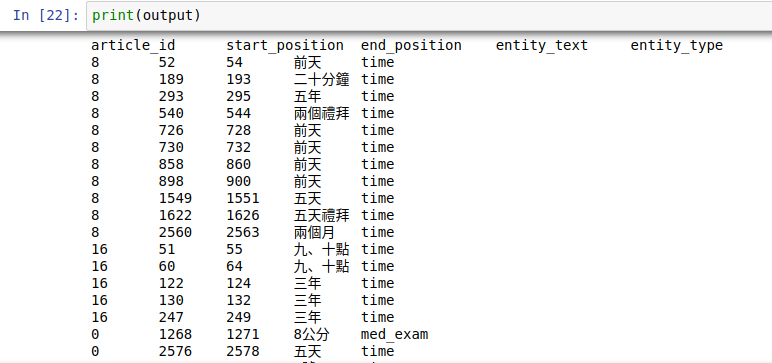 In [22]: print(output)
article_id start_position end_position entity_text entity_type
8 52 54 前天 time
8 189 193 二十分鐘 time
8 293 295 五年 time
8 540 544 兩個禮拜 time
8 726 728 前天 time
8 730 732 前天 time
8 858 860 前天 time
8 898 900 前天 time
8 1549 1551 五天 time
8 1622 1626 五天禮拜 time
8 2560 2563 兩個月 time
16 51 55 九、十點 time
16 60 64 九、十點 time
16 122 124 三年 time
16 130 132 三年 time
16 247 249 三年 time
0 1268 1271 8公分 med_exam
0 2576 2578 五天 time